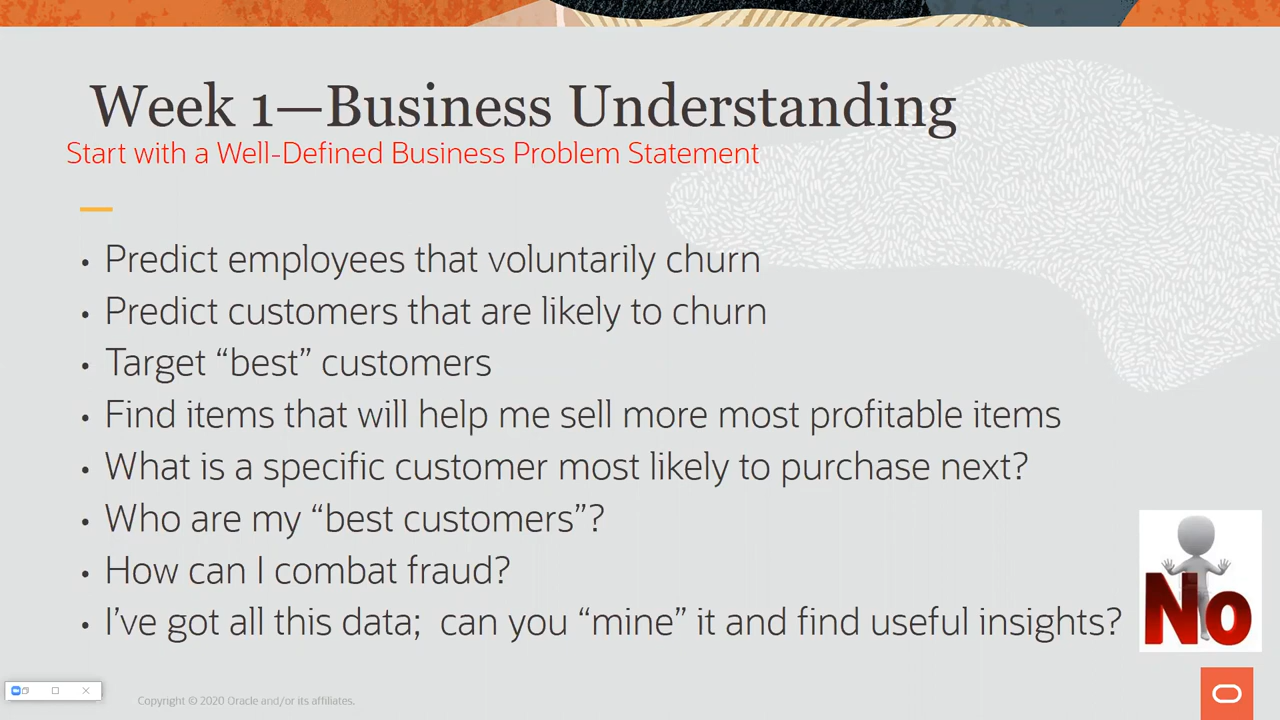 Week 1—Business Understanding
Start with a Well-Defined Business Problem Statement
• Predict employees that voluntarily churn
• Predict customers that are likely to churn
• Target “best” customers
• Find items that will help me sell more most profitable items
• What is a specific customer most likely to purchase next?
• Who are my “best customers”?
• How can I combat fraud?
• I’ve got all this data;  can you “mine” it and find useful insights?
No
Copyright © 2020 Oracle and/or its affiliates.